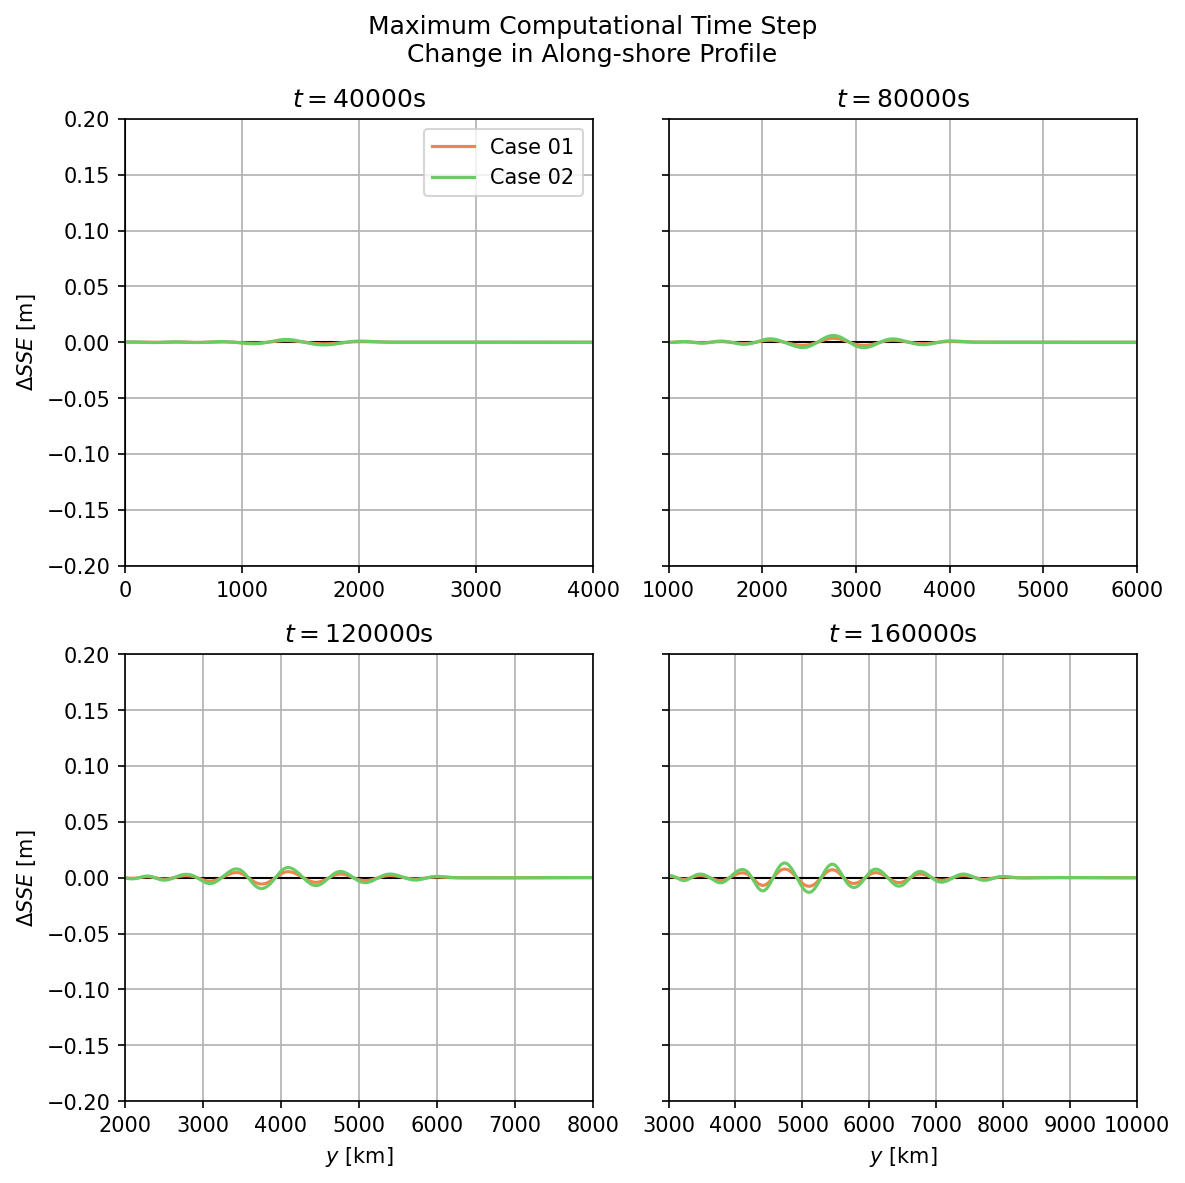 Maximum Computational Time Step
Change in Along-shore Profile
t = 40000s
t = 80000s
0.20
0.15
0.10
0.05
0.00
−0.05
−0.10
−0.15
−0.20
ΔSSE [m]
Case 01
Case 02
0 1000 2000 3000 4000
1000 2000 3000 4000 5000 6000
t = 120000s
t = 160000s
0.20
0.15
0.10
0.05
0.00
−0.05
−0.10
−0.15
−0.20
ΔSSE [m]
2000 3000 4000 5000 6000 7000 8000
3000 4000 5000 6000 7000 8000 9000 10000
y [km]
y [km]